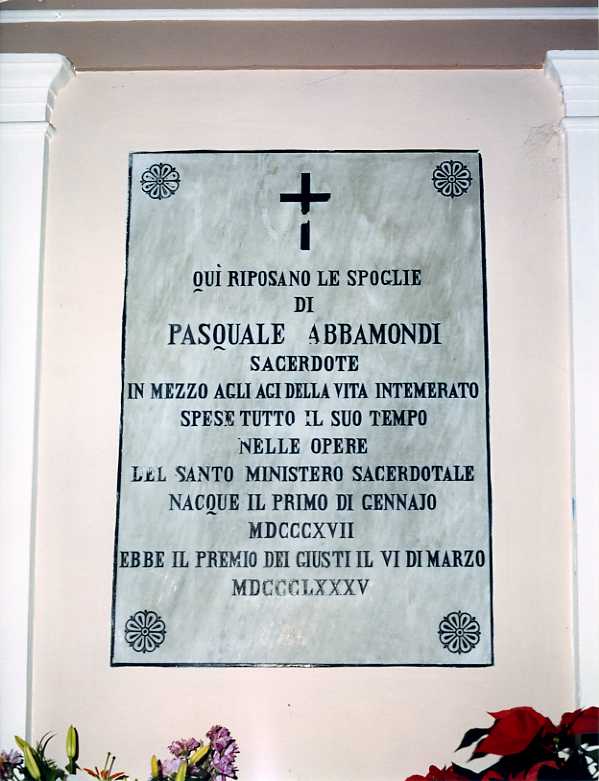 QUÌ RIPOSANO LE SPOGLIE
DI
PASQUALE ABBAMONDI
SACERDOTE
IN MEZZO AGLI AGI DELLA VITA INTEMERATO
SPESE TUTTO IL SUO TEMPO
NELLE OPERE
DEL SANTO MINISTERO SACERDOTALE
NACQUE IL PRIMO DI GENNAJO
MDCCCXVII
EBBE IL PREMIO DEI GIUSTI IL VI DI MARZO
MDCCCLXXXV